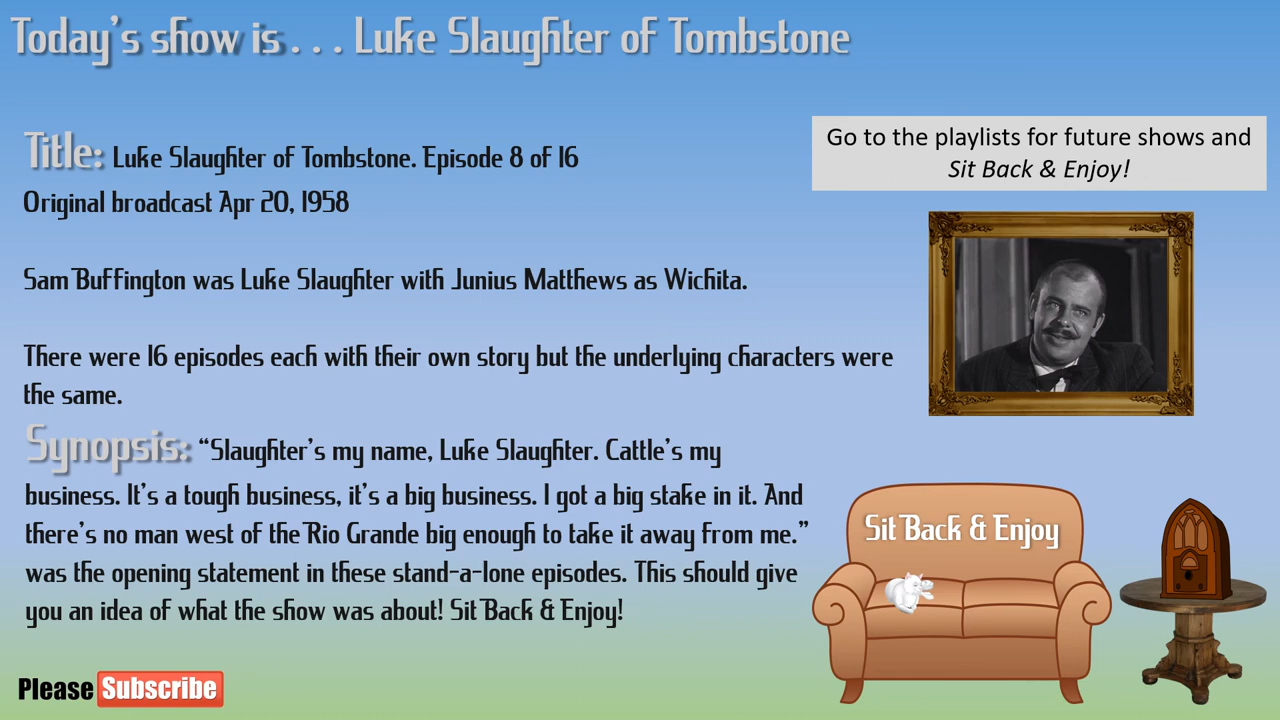 Today's show is . . . Luke Slaughter of Tombstone
Title: Luke Slaughter of Tombstone. Episode 8 of 16
Original broadcast Apr 20, 1958
Go to the playlists for future shows and
Sit Back & Enjoy!
Sam Buffington was Luke Slaughter with Junius Matthews as Wichita.
There were 16 episodes each with their own story but the underlying characters were
the same.
Synopsis: “Slaughter's my name, Luke Slaughter. Cattle's my
business. It's a tough business, it's a big business. I got a big stake in it. And
there's no man west of the Rio Grande big enough to take it away from me.”
was the opening statement in these stand-a-lone episodes. This should give
you an idea of what the show was about! Sit Back & Enjoy!
Sit Back & Enjoy
Please Subscribe